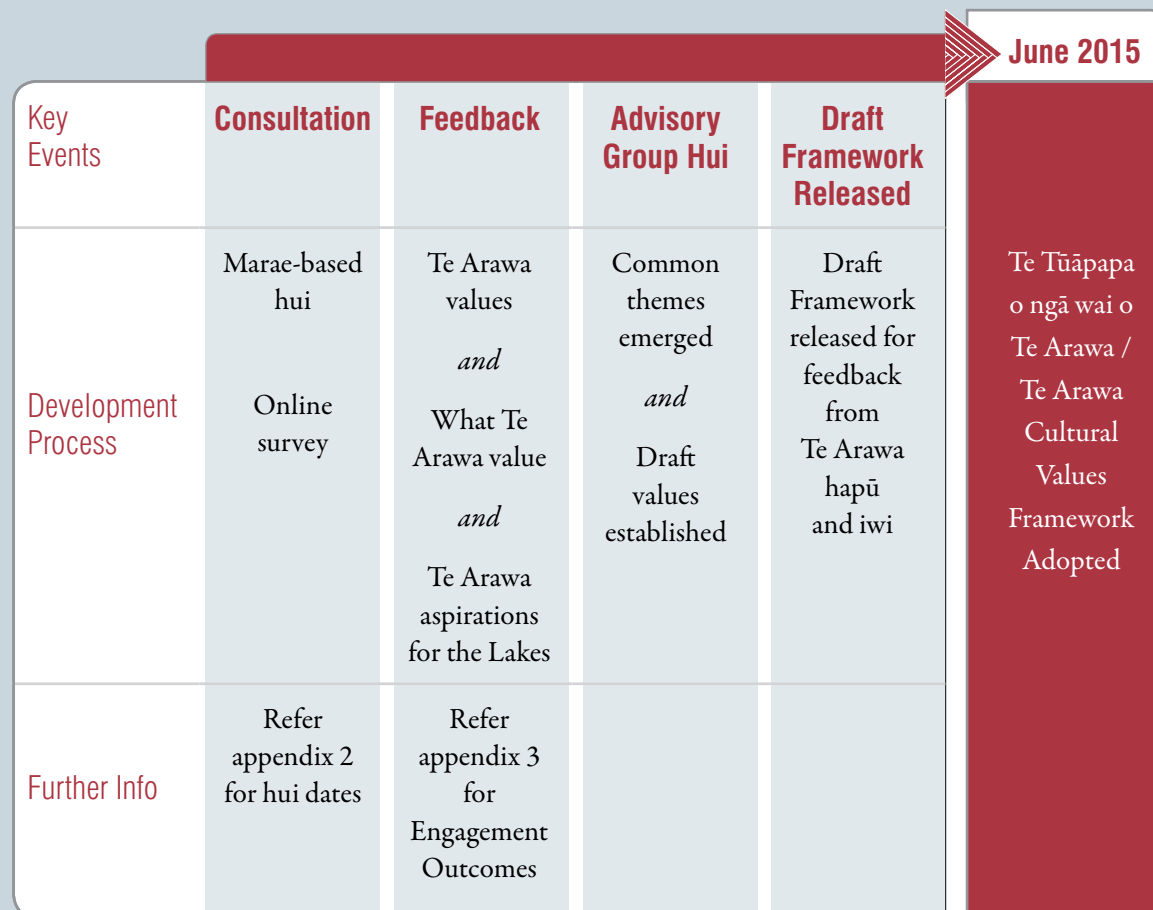 June 2015
Key
Events
Consultation
Feedback
Advisory
Group Hui
Draft
Framework
Released
Development
Process
Marae-based
hui
Online
survey
Te Arawa
values
and
What Te
Arawa value
and
Te Arawa
aspirations
for the Lakes
Common
themes
emerged
and
Draft
values
established
Draft
Framework
released for
feedback
from
Te Arawa
hapū
and iwi
Te Tūāpapa
o ngā wai o
Te Arawa /
Te Arawa
Cultural
Values
Framework
Adopted
Further Info
Refer
appendix 2
for hui dates
Refer
appendix 3
for
Engagement
Outcomes